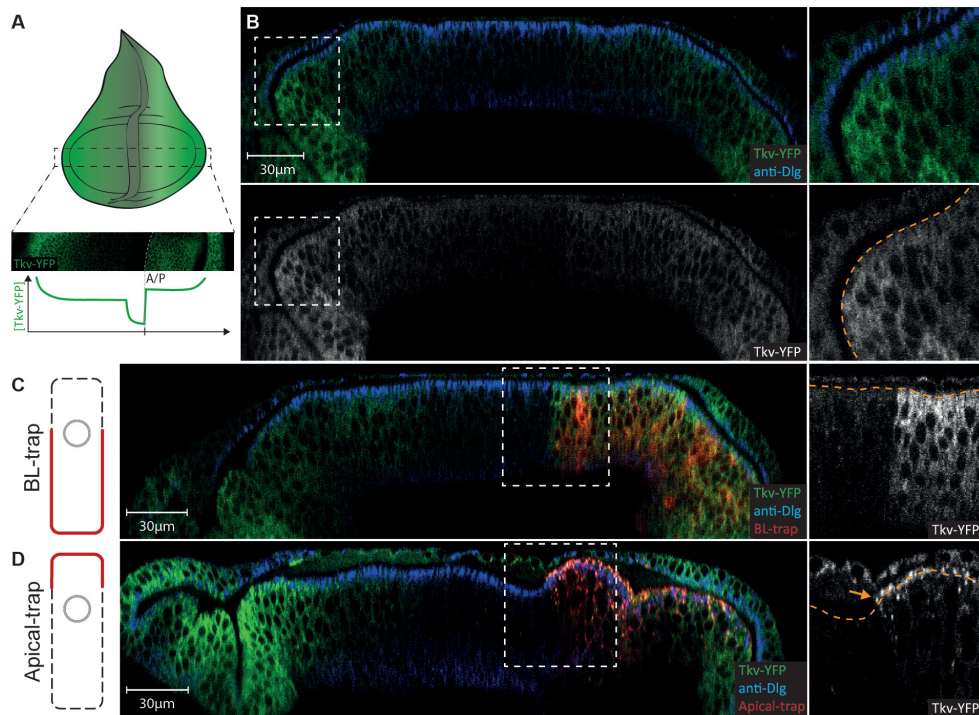 A
Tkv-YFP
A/P
[Tkv-YFP]
B
30μm
Tkv-YFP
anti-Dlg
Tkv-YFP
C
BL-trap
30μm
Tkv-YFP
anti-Dlg
BL-trap
Tkv-YFP
D
Apical-trap
30μm
Tkv-YFP
anti-Dlg
Apical-trap
Tkv-YFP